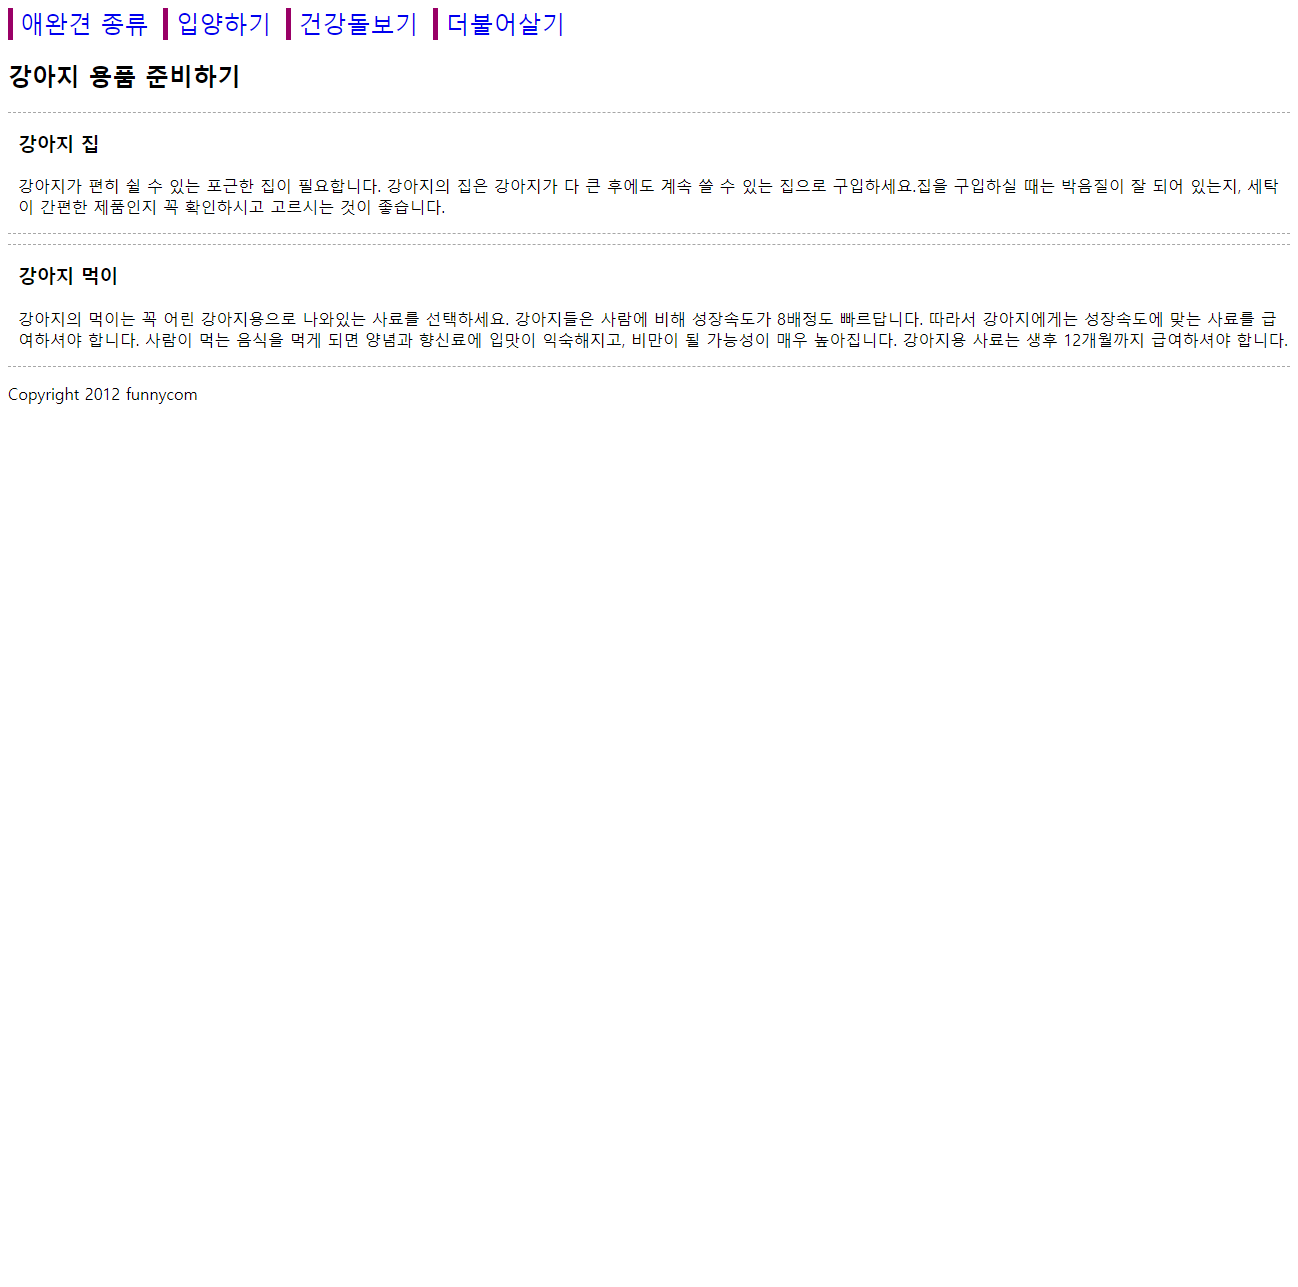 애완견 종류 입양하기 건강돌보기 더불어살기
강아지 용품 준비하기
강아지 집
강아지가 편히 쉴 수 있는 포근한 집이 필요합니다. 강아지의 집은 강아지가 다 큰 후에도 계속 쓸 수 있는 집으로 구입하세요.집을 구입하실 때는 박음질이 잘 되어 있는지, 세탁
이 간편한 제품인지 꼭 확인하시고 고르시는 것이 좋습니다.
강아지 먹이
강아지의 먹이는 꼭 어린 강아지용으로 나와있는 사료를 선택하세요. 강아지들은 사람에 비해 성장속도가 8배정도 빠르답니다. 따라서 강아지에게는 성장속도에 맞는 사료를 급
여하셔야 합니다. 사람이 먹는 음식을 먹게 되면 양념과 향신료에 입맛이 익숙해지고, 비만이 될 가능성이 매우 높아집니다. 강아지용 사료는 생후 12개월까지 급여하셔야 합니다.
Copyright 2012 funnycom